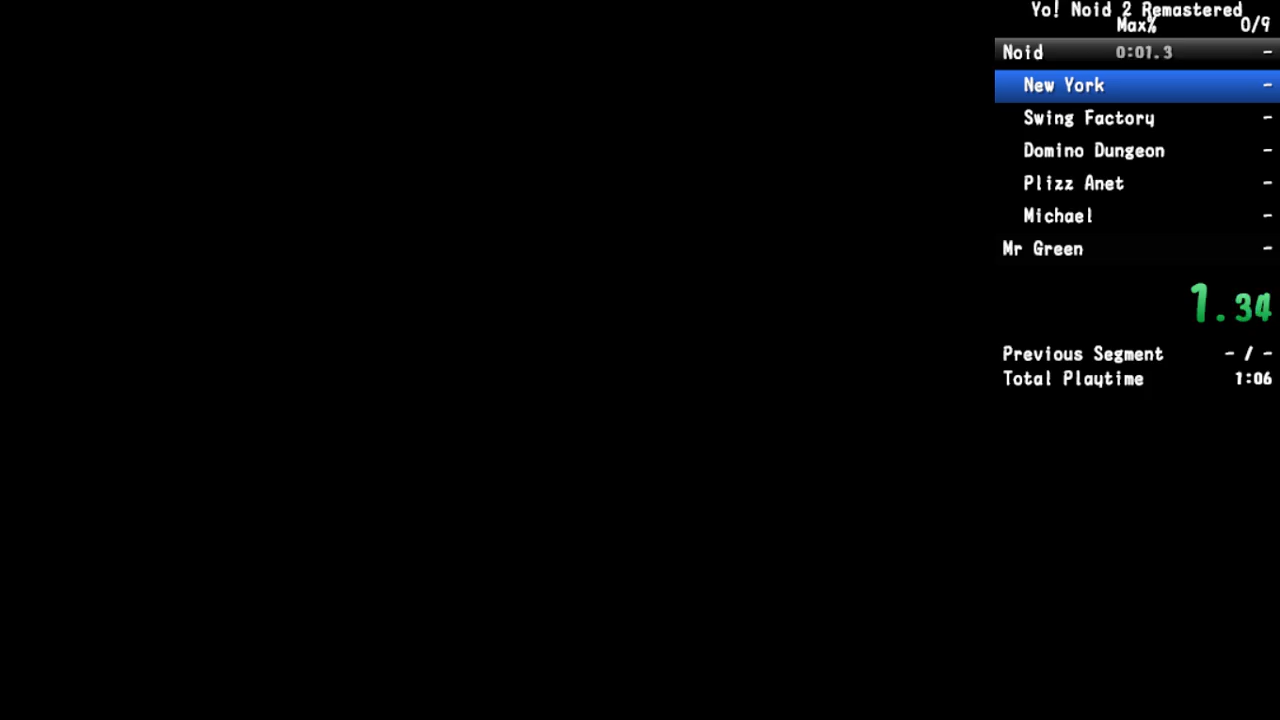 Yo! Noid 2 Remastered
Max% 0/9
Noid 0:01.3 -
New York -
Swing Factory -
Domino Dungeon -
Plizz Anet -
Michael -
Mr Green -
1.34
Previous Segment - / -
Total Playtime 1:06